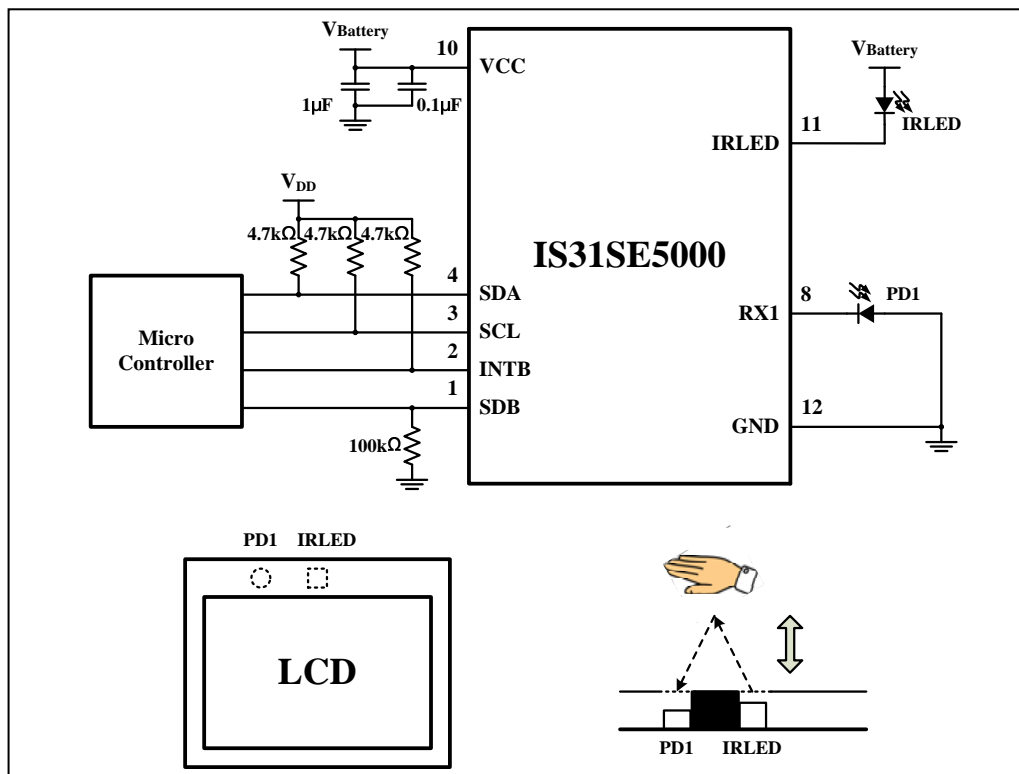 VBattery
10
VCC
1μF
0.1μF
VBattery
11
IRLED
IRLED
VDD
4.7kΩ 4.7kΩ 4.7kΩ
IS31SE5000
Micro
Controller
4
SDA
3
SCL
2
INTB
1
SDB
100kΩ
8
PD1
RX1
12
GND
PD1 IRLED
LCD
PD1 IRLED